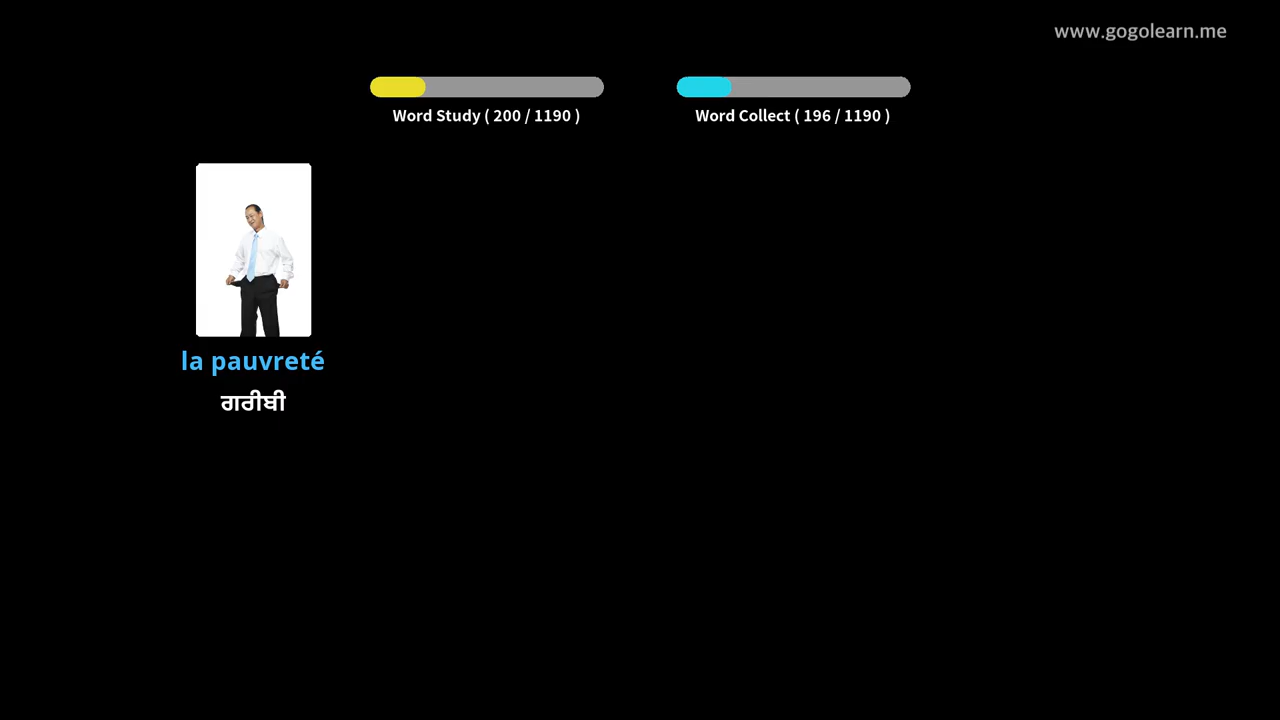 www.gogolearn.me
Word Study ( 200 / 1190 )
Word Collect ( 196 / 1190 )
la pauvreté
ਗਰੀਬੀ